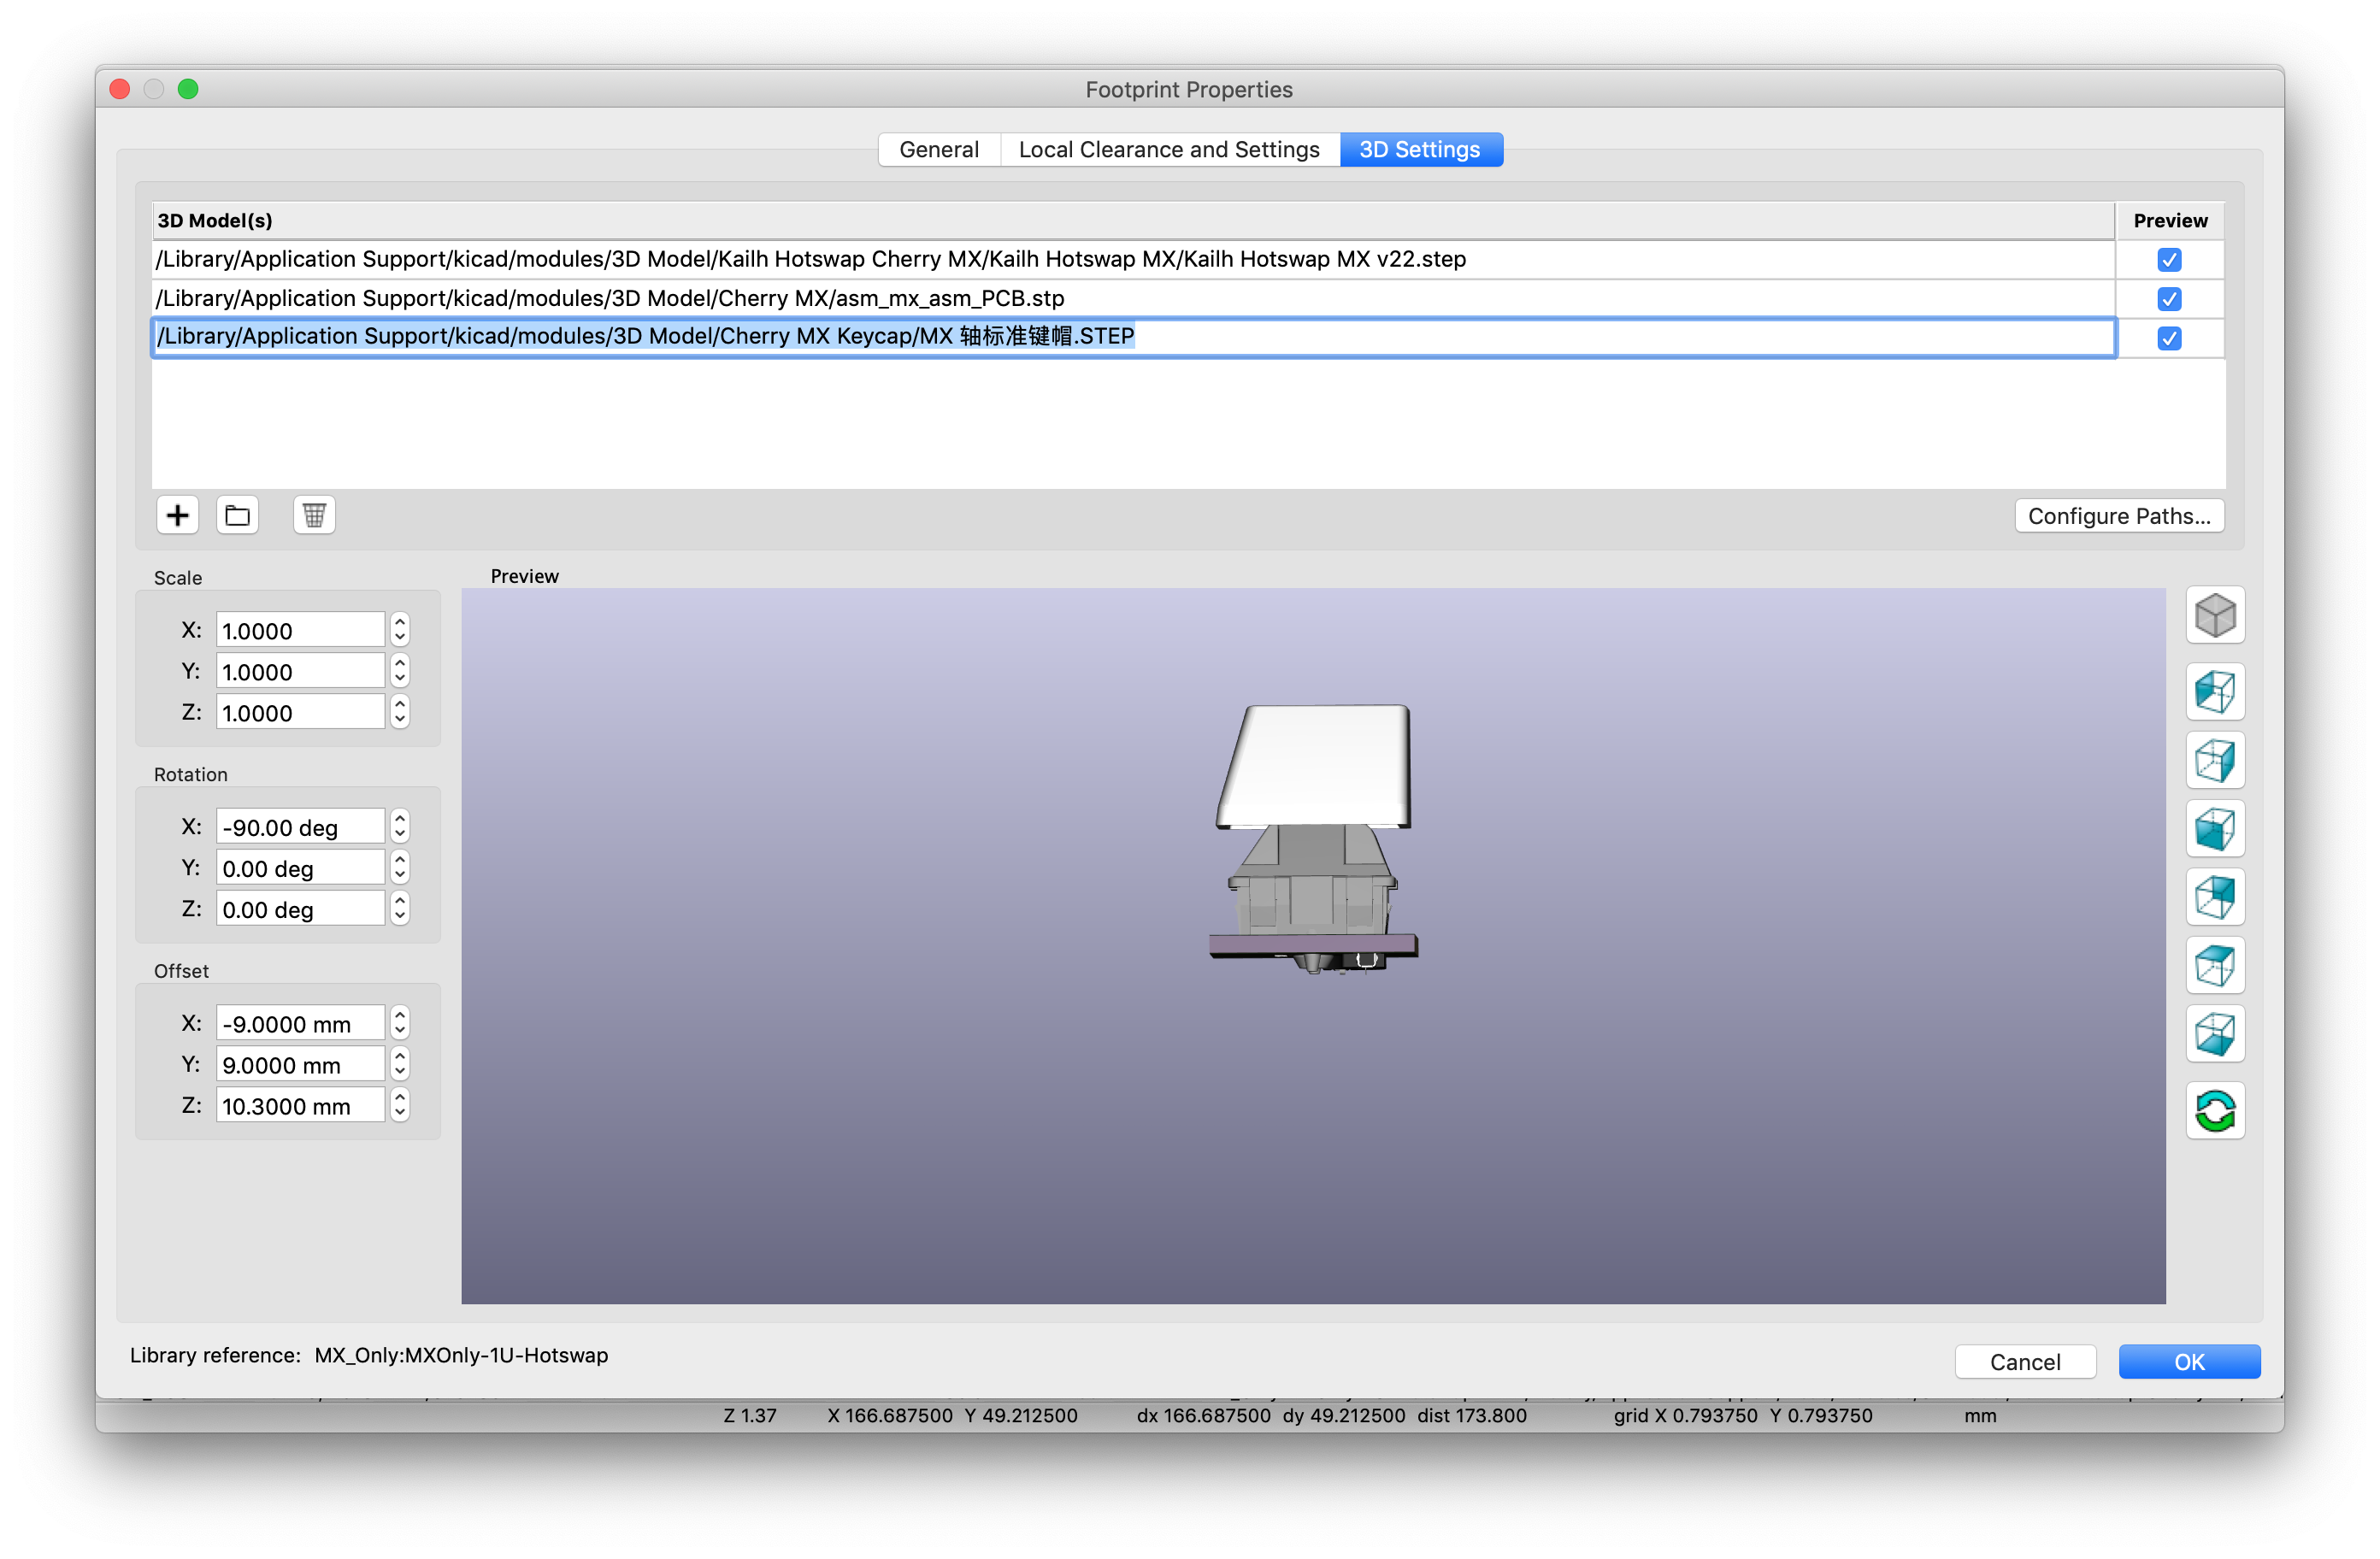 Footprint Properties
General Local Clearance and Settings 3D Settings
3D Model(s) Preview
/Library/Application Support/kicad/modules/3D Model/Kailh Hotswap Cherry MX/Kailh Hotswap MX/Kailh Hotswap MX v22.step
/Library/Application Support/kicad/modules/3D Model/Cherry MX/asm_mx_asm_PCB.stp
/Library/Application Support/kicad/modules/3D Model/Cherry MX Keycap/MX 轴标准键帽.STEP
Configure Paths...
Scale
X: 1.0000
Y: 1.0000
Z: 1.0000
Rotation
X: -90.00 deg
Y: 0.00 deg
Z: 0.00 deg
Offset
X: -9.0000 mm
Y: 9.0000 mm
Z: 10.3000 mm
Preview
Library reference: MX_Only:MXOnly-1U-Hotswap
Cancel OK
Z 1.37 X 166.687500 Y 49.212500 dx 166.687500 dy 49.212500 dist 173.800 grid X 0.793750 Y 0.793750 mm